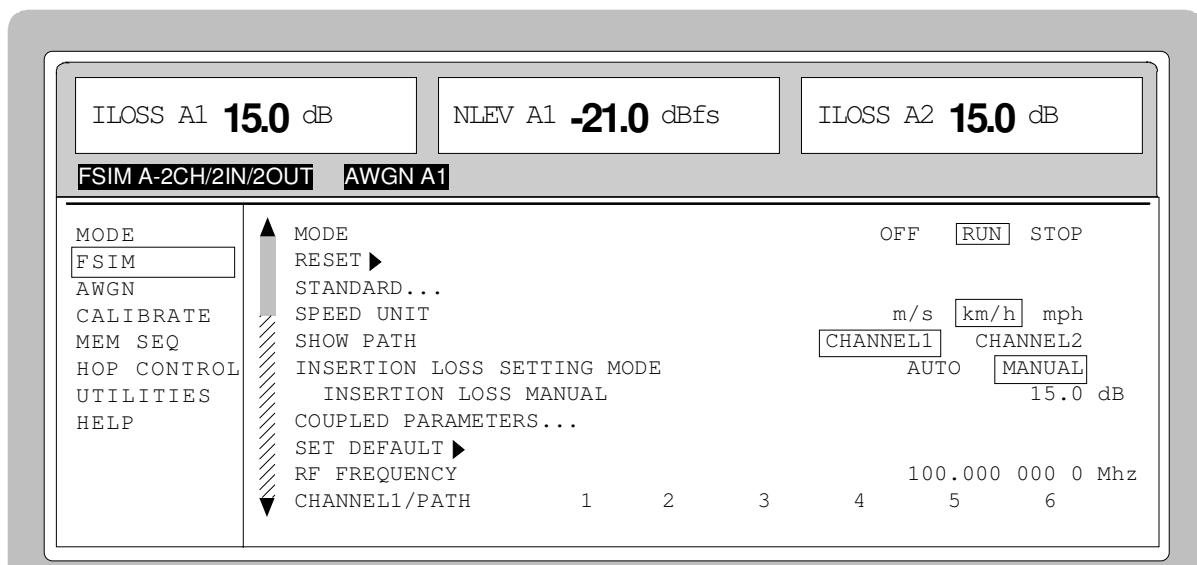 ILOSS A1 15.0 dB NLEV A1 -21.0 dBfs ILOSS A2 15.0 dB
FSIM A-2CH/2IN/2OUT AWGN A1
MODE
FSIM
AWGN
CALIBRATE
MEM SEQ
HOP CONTROL
UTILITIES
HELP
MODE OFF RUN STOP
RESET
STANDARD...
SPEED UNIT m/s km/h mph
SHOW PATH CHANNEL1 CHANNEL2
INSERTION LOSS SETTING MODE AUTO MANUAL
INSERTION LOSS MANUAL 15.0 dB
COUPLED PARAMETERS...
SET DEFAULT
RF FREQUENCY 100.000 000 0 Mhz
CHANNEL1/PATH 1 2 3 4 5 6